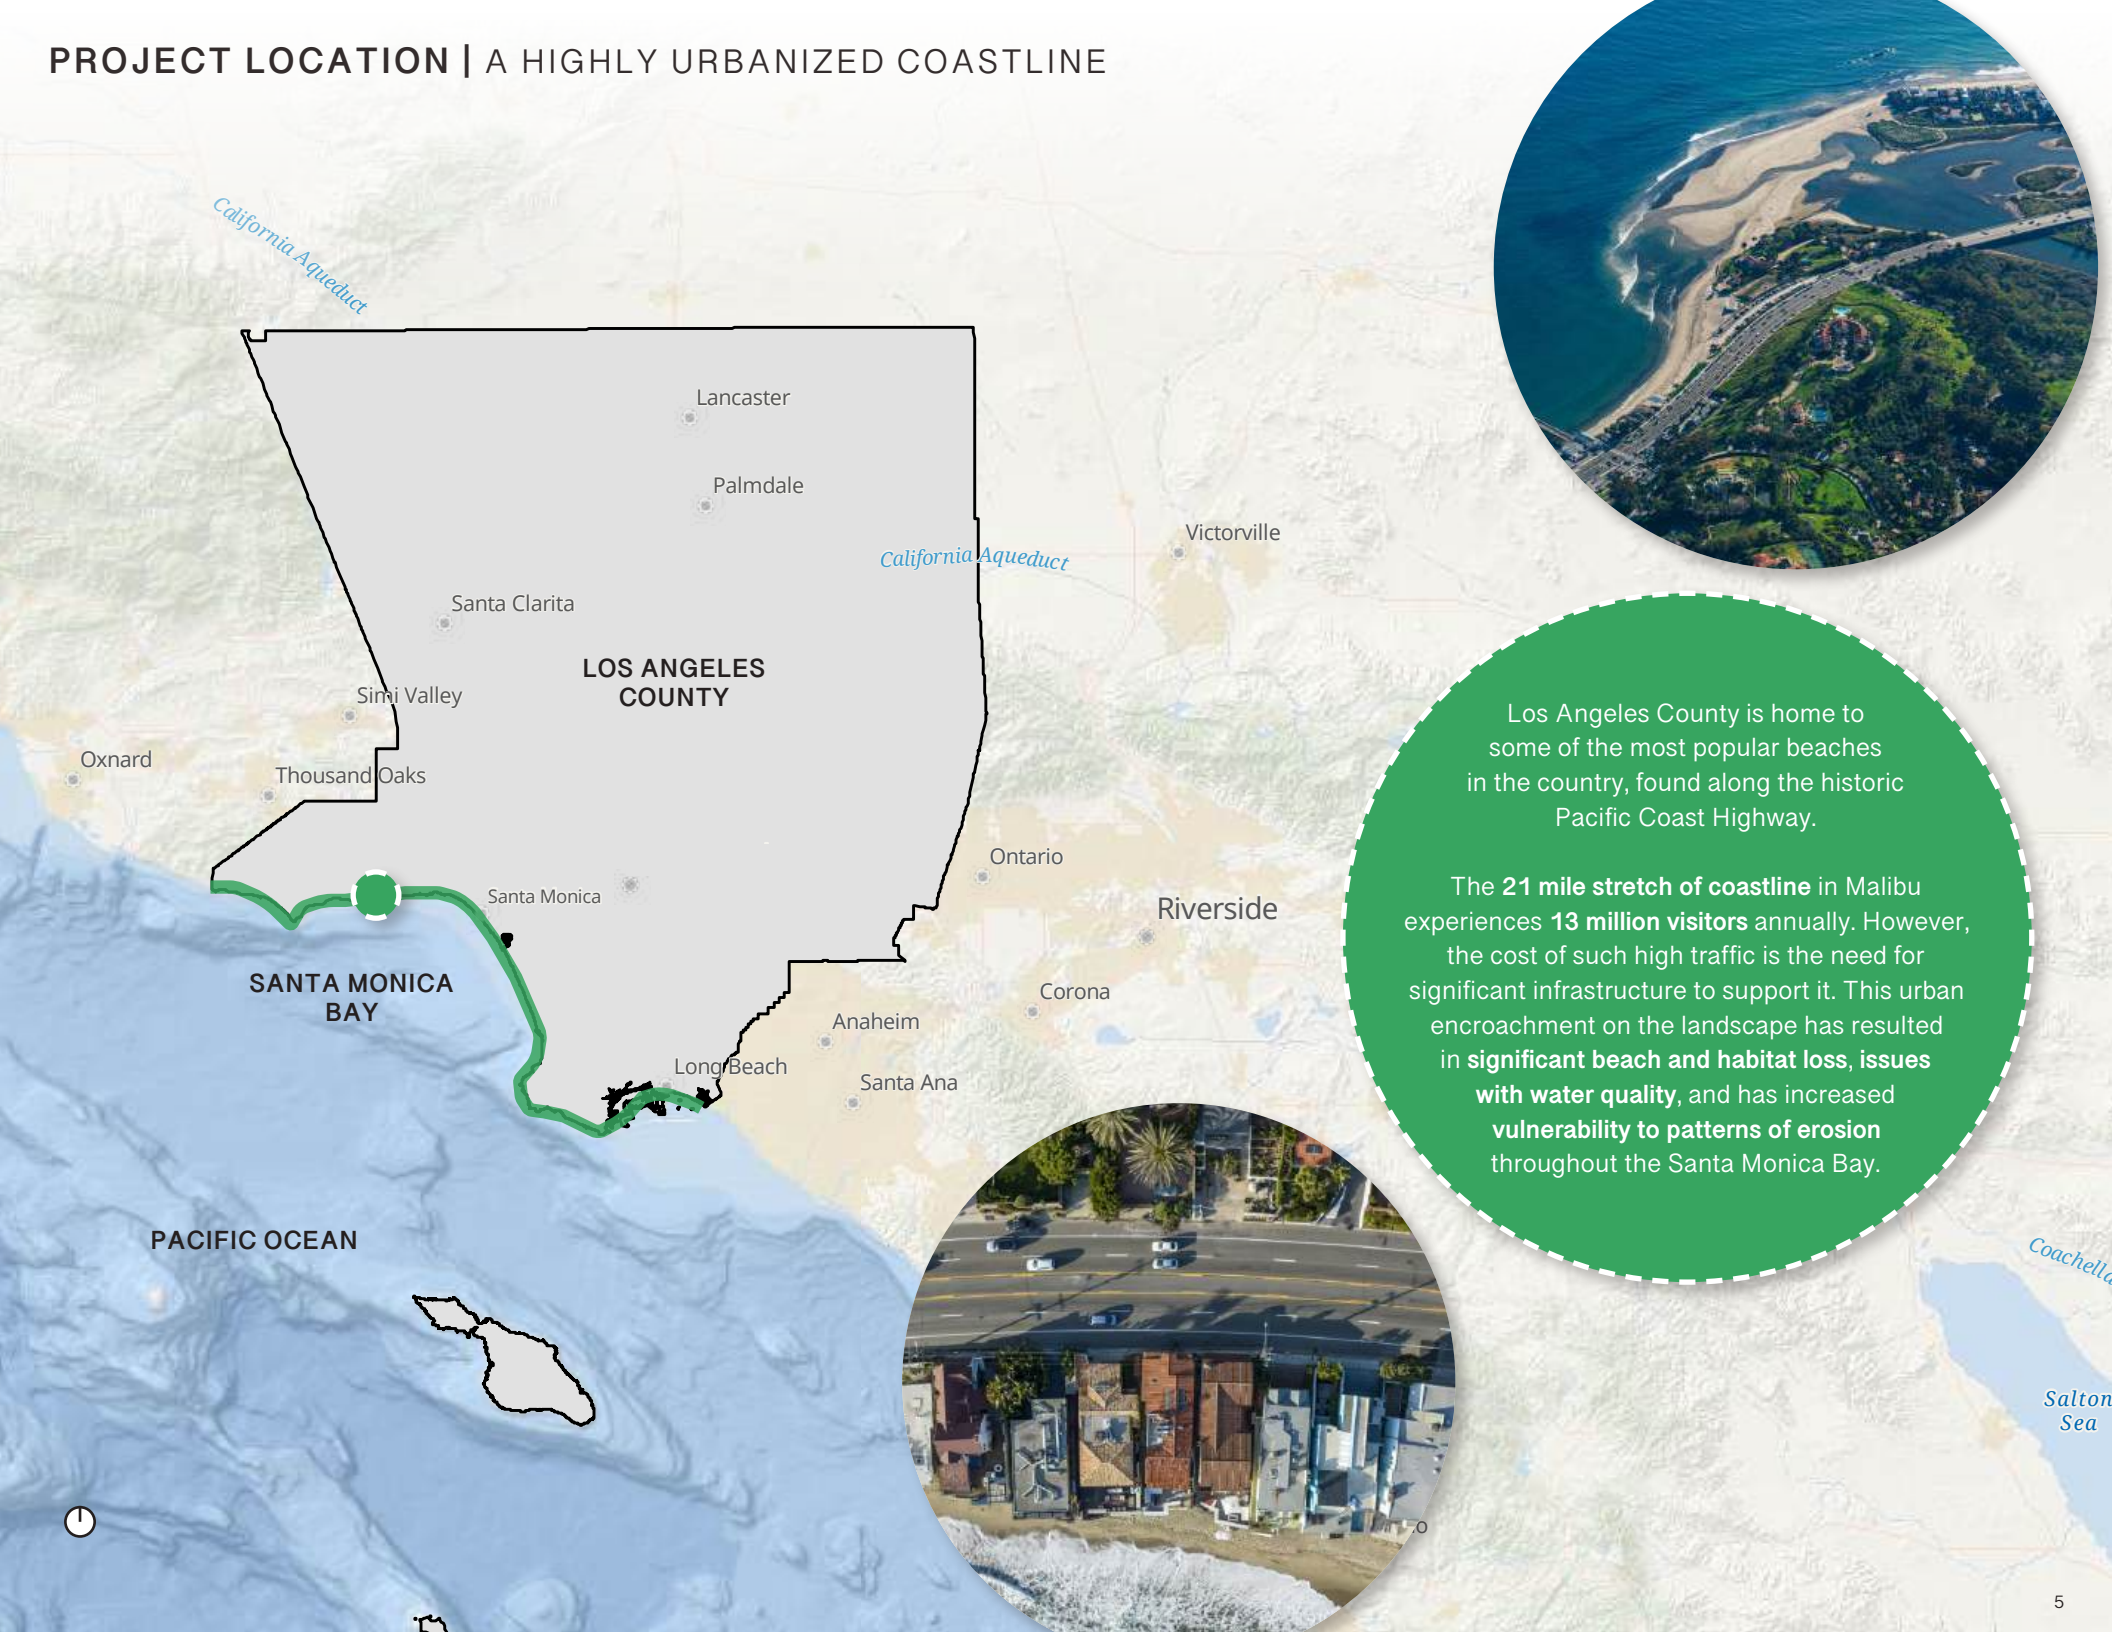 PROJECT LOCATION | A HIGHLY URBANIZED COASTLINE
California Aqueduct
Lancaster
Palmdale
Victorville
California Aqueduct
Santa Clarita
LOS ANGELES
COUNTY
Simi Valley
Oxnard
Thousand Oaks
Ontario
Santa Monica
Riverside
SANTA MONICA
BAY
Corona
Anaheim
Long Beach
Santa Ana
PACIFIC OCEAN
Los Angeles County is home to
some of the most popular beaches
in the country, found along the historic
Pacific Coast Highway.
The 21 mile stretch of coastline in Malibu
experiences 13 million visitors annually. However,
the cost of such high traffic is the need for
significant infrastructure to support it. This urban
encroachment on the landscape has resulted
in significant beach and habitat loss, issues
with water quality, and has increased
vulnerability to patterns of erosion
throughout the Santa Monica Bay.
Coachella
Salton
Sea
o
5